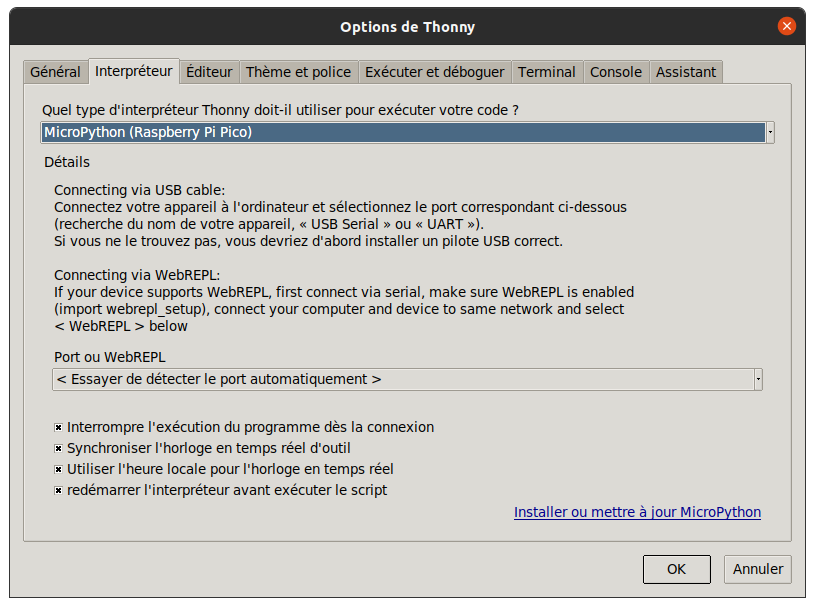 Options de Thonny
Général Interpréteur Éditeur Thème et police Exécuter et déboguer Terminal Console Assistant
Quel type d'interpréteur Thonny doit-il utiliser pour exécuter votre code ?
MicroPython (Raspberry Pi Pico)
Détails
Connecting via USB cable:
Connectez votre appareil à l'ordinateur et sélectionnez le port correspondant ci-dessous
(recherche du nom de votre appareil, « USB Serial » ou « UART »).
Si vous ne le trouvez pas, vous devriez d'abord installer un pilote USB correct.
Connecting via WebREPL:
If your device supports WebREPL, first connect via serial, make sure WebREPL is enabled
(import webrepl_setup), connect your computer and device to same network and select
< WebREPL > below
Port ou WebREPL
< Essayer de détecter le port automatiquement >
Interrompre l'exécution du programme dès la connexion
Synchroniser l'horloge en temps réel d'outil
Utiliser l'heure locale pour l'horloge en temps réel
redémarrer l'interpréteur avant exécuter le script
Installer ou mettre à jour MicroPython
OK Annuler